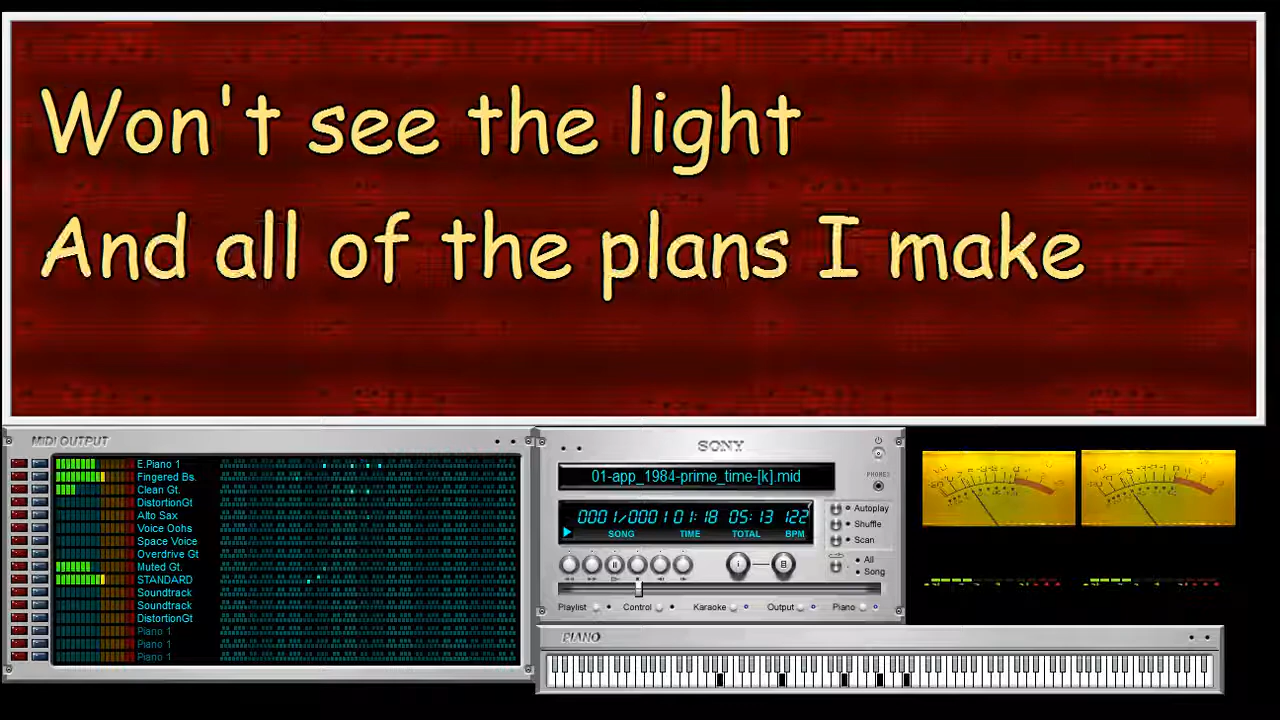 Won't see the light
And all of the plans I make
MIDI OUTPUT
E.Piano 1
Fingered Bs.
Clean Gt.
DistortionGt
Alto Sax
Voice Oohs
Space Voice
Overdrive Gt
Muted Gt.
STANDARD
Soundtrack
Soundtrack
DistortionGt
Piano 1
Piano 1
Piano 1
SONY
01-app_1984-prime_time-[k].mid
PHONES
0001/0001 01:18 05:13 122
SONG TIME TOTAL BPM
Autoplay
Shuffle
Scan
All
Song
Playlist Control Karaoke Output Piano
PIANO